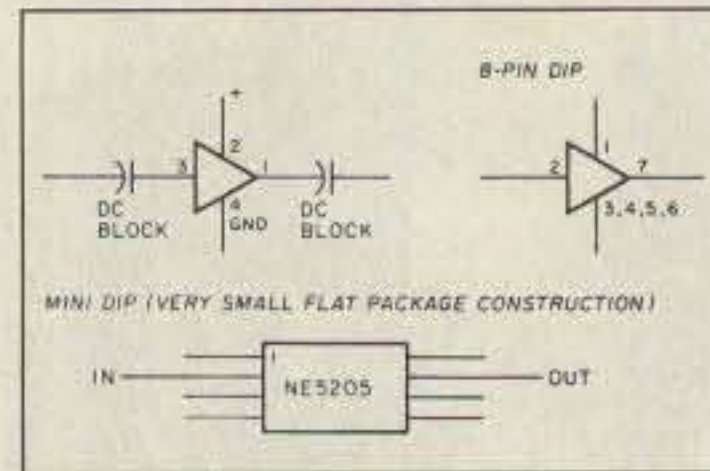 8-PIN DIP
+
2
3
1
4
GND
DC
BLOCK
DC
BLOCK
1
2
7
3,4,5,6
MINI DIP (VERY SMALL FLAT PACKAGE CONSTRUCTION)
1
IN
NE5205
OUT